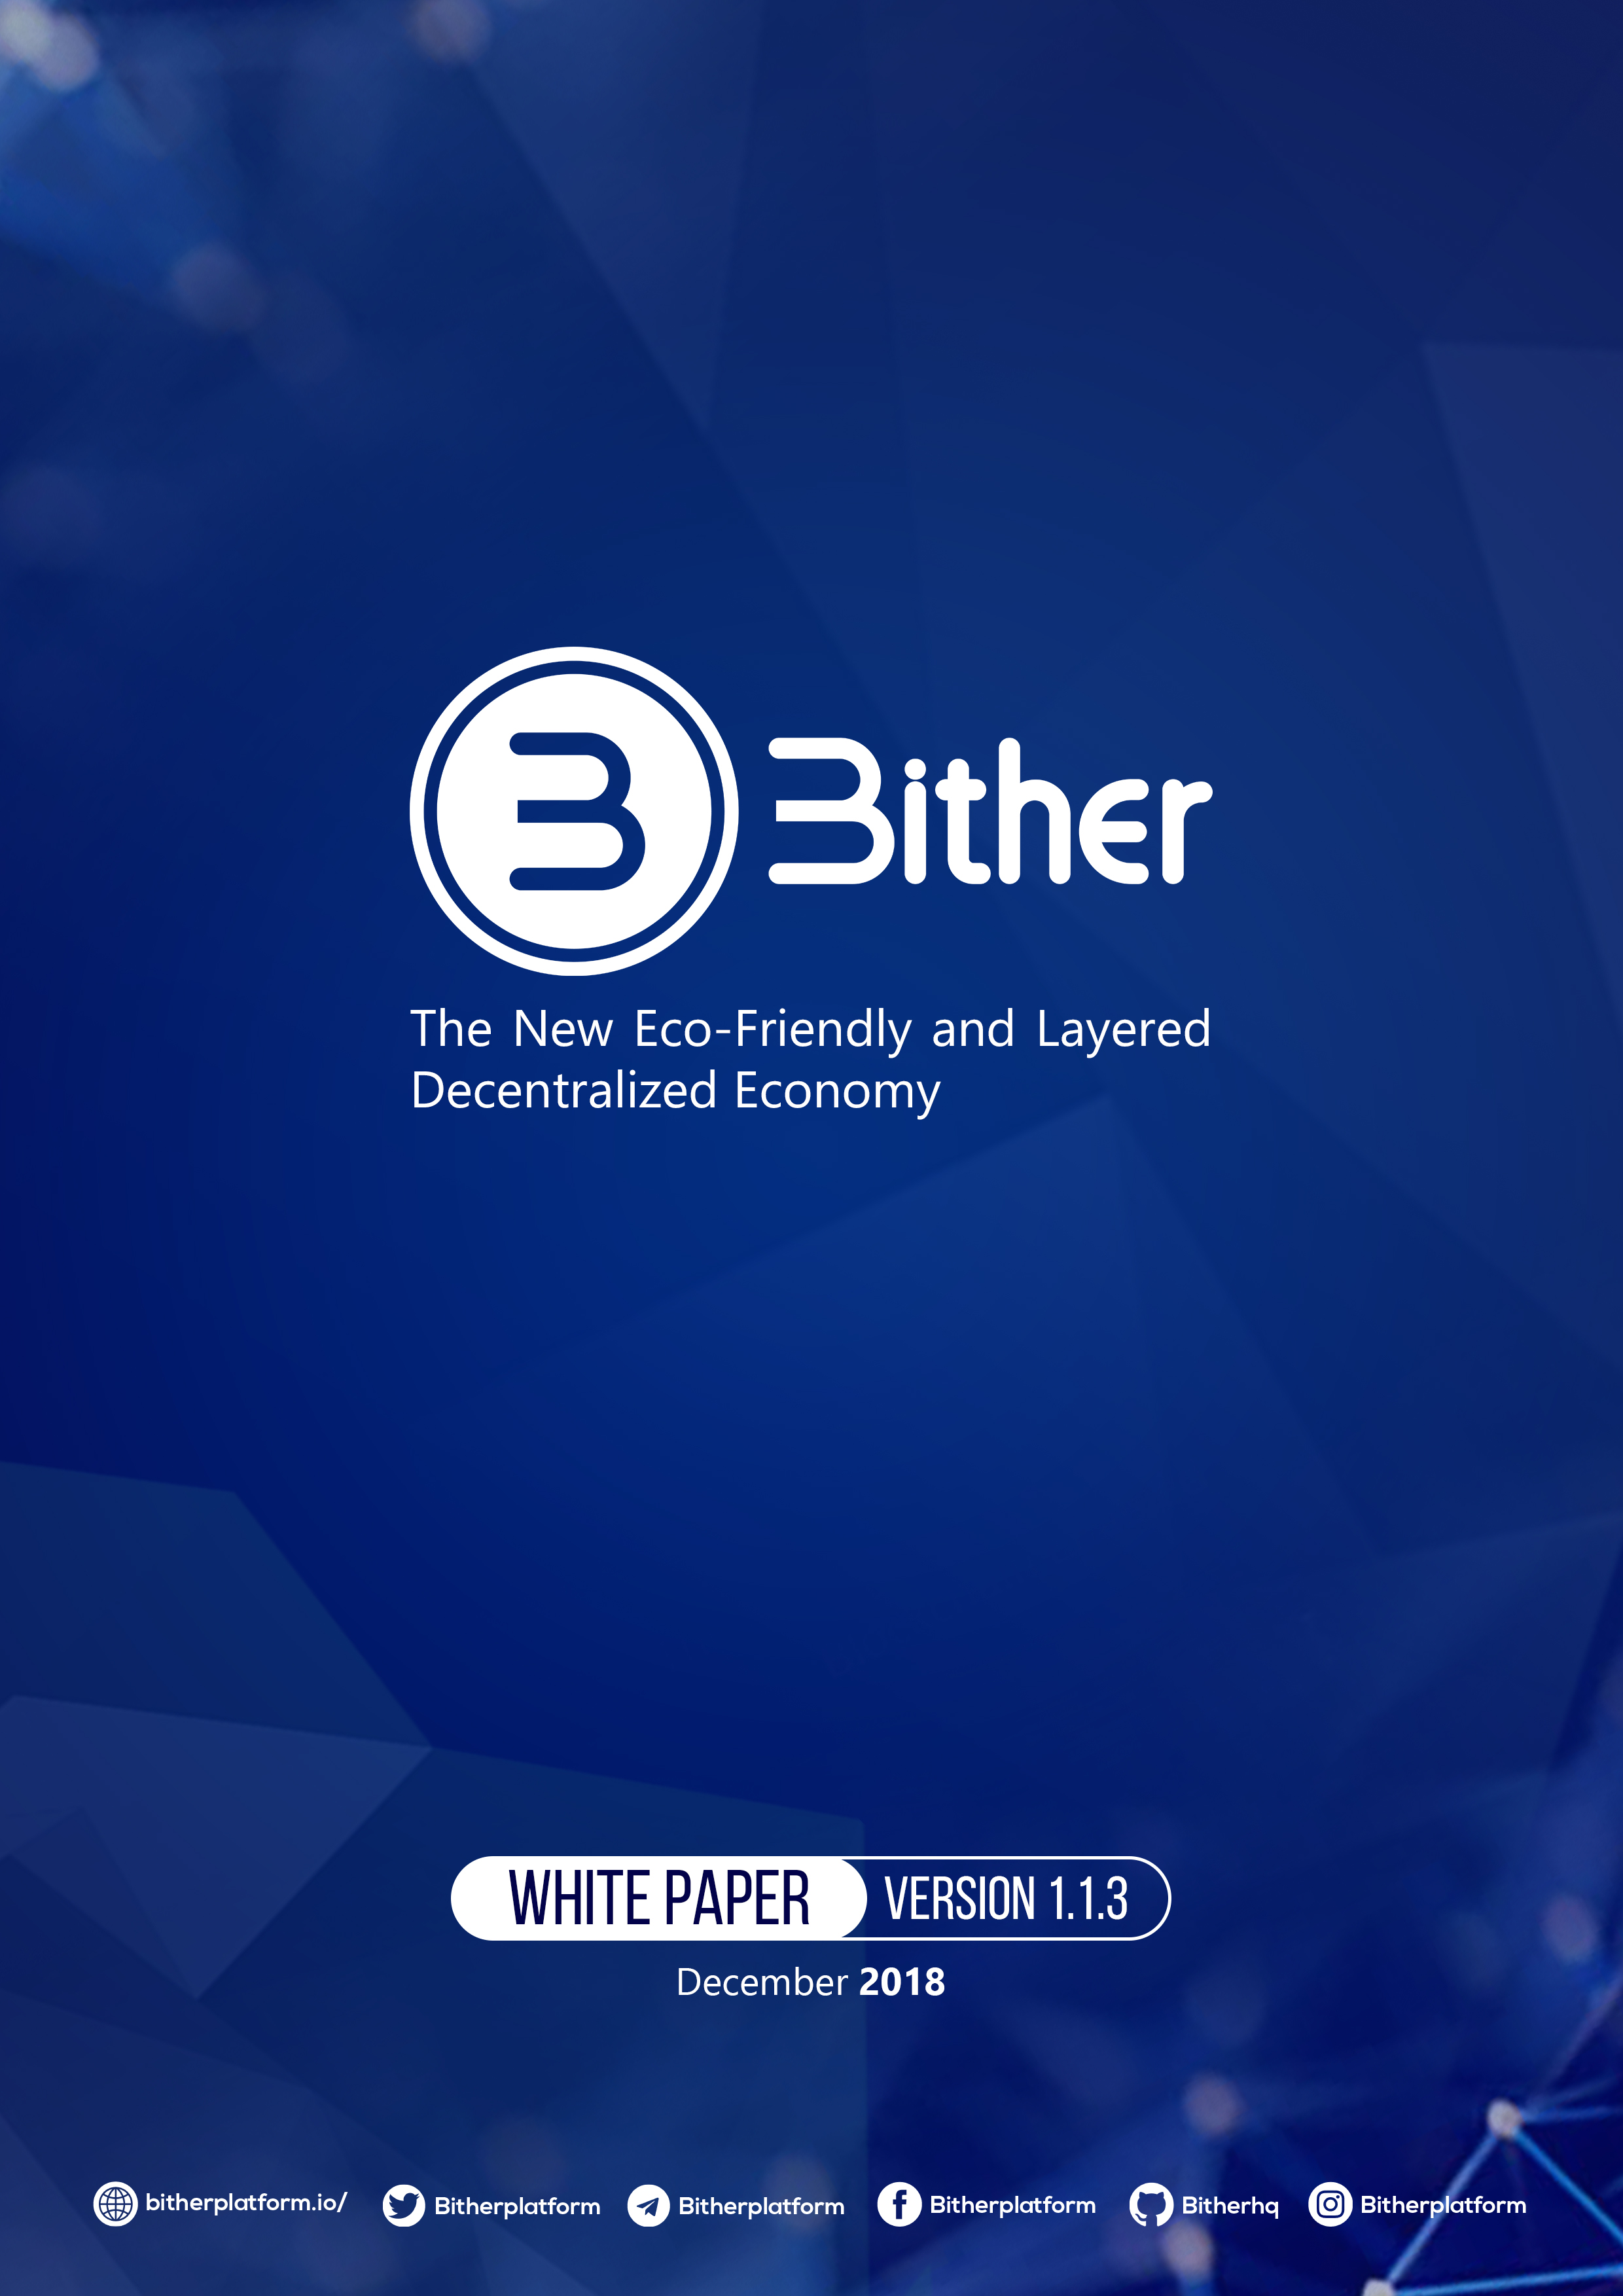 Bither
The New Eco-Friendly and Layered
Decentralized Economy
WHITE PAPER VERSION 1.1.3
December 2018
bitherplatform.io/ Bitherplatform Bitherplatform Bitherplatform Bitherhq Bitherplatform